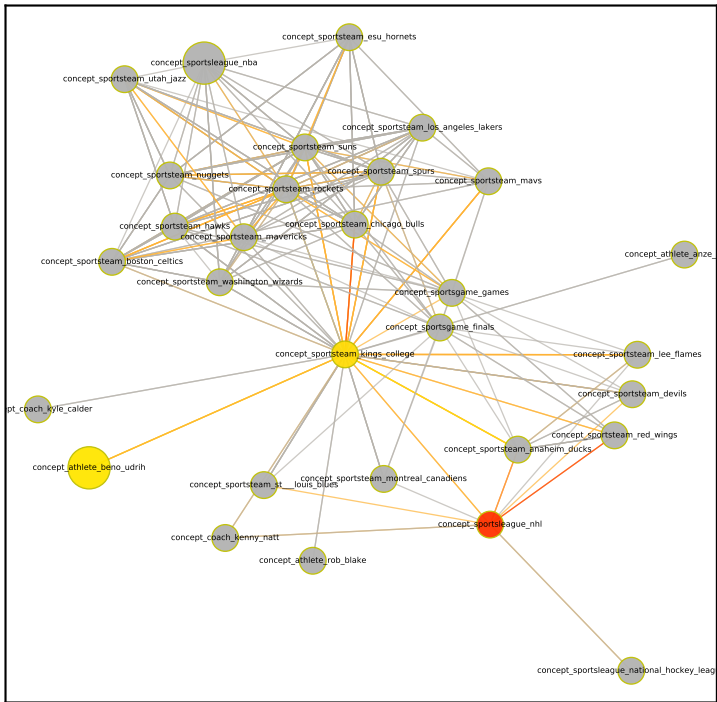 concept_sportsteam_esu_hornets
concept_sportsleague_nba
concept_sportsteam_utah_jazz
concept_sportsteam_los_angeles_lakers
concept_sportsteam_suns
concept_sportsteam_spurs
concept_sportsteam_nuggets
concept_sportsteam_mavs
concept_sportsteam_rockets
concept_sportsteam_hawks
concept_sportsteam_chicago_bulls
concept_sportsteam_mavericks
concept_athlete_anze_
concept_sportsteam_boston_celtics
concept_sportsteam_washington_wizards
concept_sportsgame_games
concept_sportsgame_finals
concept_sportsteam_kings_college
concept_sportsteam_lee_flames
concept_sportsteam_devils
pt_coach_kyle_calder
concept_sportsteam_red_wings
concept_sportsteam_anaheim_ducks
concept_athlete_beno_udrih
concept_sportsteam_montreal_canadiens
concept_sportsteam_st__louis_blues
concept_sportsleague_nhl
concept_coach_kenny_natt
concept_athlete_rob_blake
concept_sportsleague_national_hockey_leag